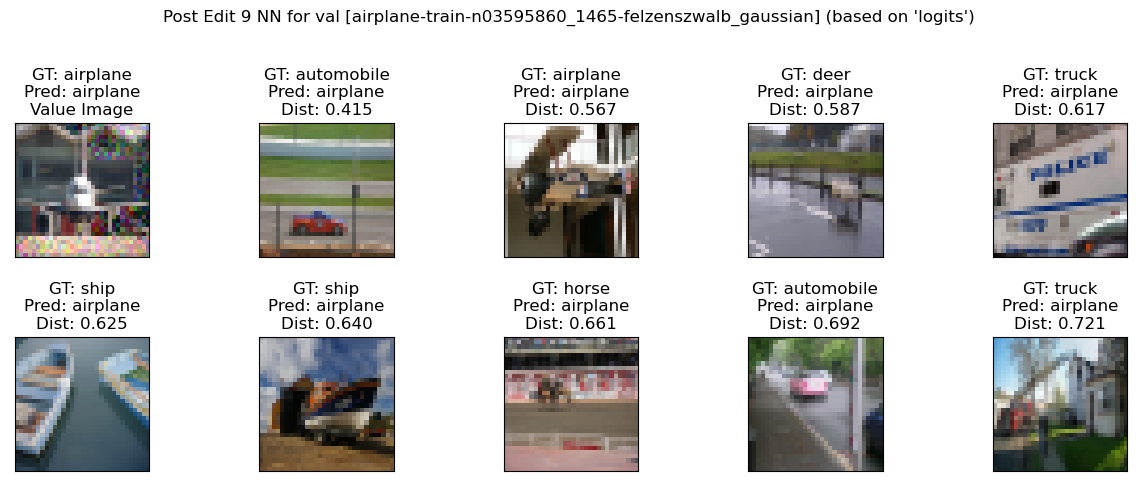 Post Edit 9 NN for val [airplane-train-n03595860_1465-felzenszwalb_gaussian] (based on 'logits')
GT: airplane
Pred: airplane
Value Image
GT: automobile
Pred: airplane
Dist: 0.415
GT: airplane
Pred: airplane
Dist: 0.567
GT: deer
Pred: airplane
Dist: 0.587
GT: truck
Pred: airplane
Dist: 0.617
POLICE
GT: ship
Pred: airplane
Dist: 0.625
GT: ship
Pred: airplane
Dist: 0.640
GT: horse
Pred: airplane
Dist: 0.661
GT: automobile
Pred: airplane
Dist: 0.692
GT: truck
Pred: airplane
Dist: 0.721